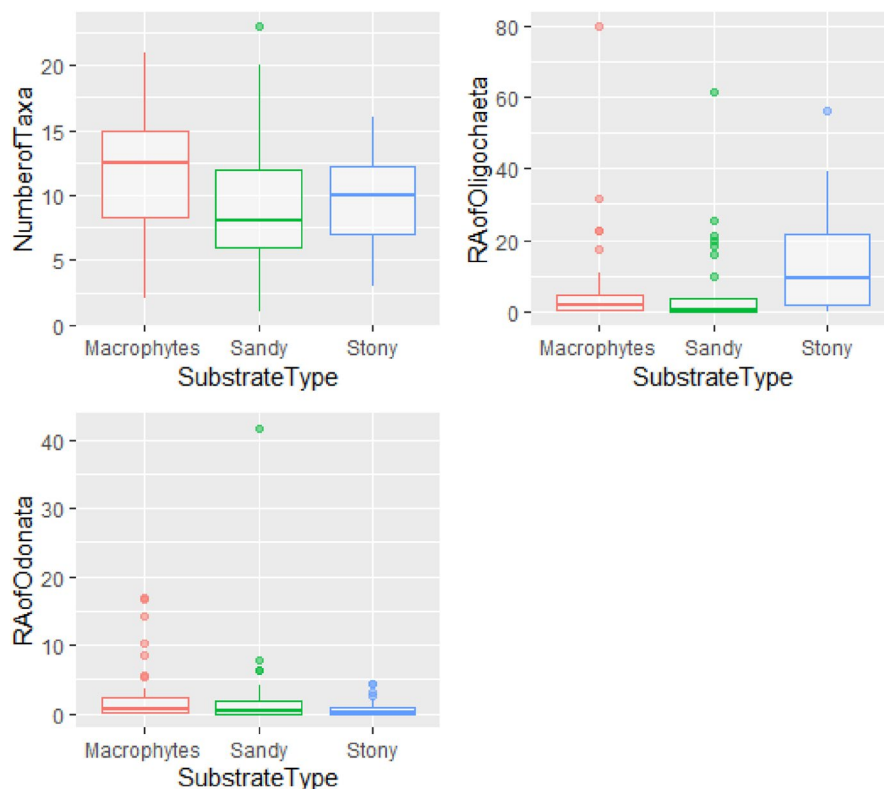 NumberofTaxa
20
15
10
5
0
Macrophytes Sandy Stony
SubstrateType
RAofOligochaeta
80
60
40
20
0
Macrophytes Sandy Stony
SubstrateType
RAofOdonata
40
30
20
10
0
Macrophytes Sandy Stony
SubstrateType